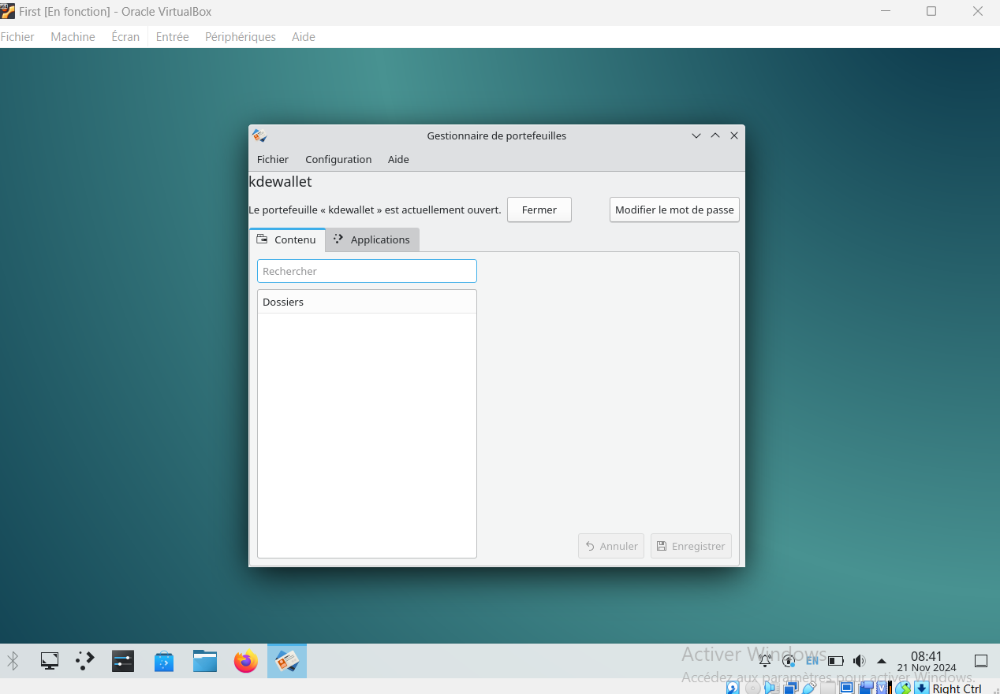 First [En fonction] - Oracle VirtualBox
Fichier Machine Écran Entrée Périphériques Aide
Gestionnaire de portefeuilles
Fichier Configuration Aide
kdewallet
Le portefeuille « kdewallet » est actuellement ouvert. Fermer Modifier le mot de passe
Contenu Applications
Rechercher
Dossiers
Annuler Enregistrer
Activer Windows
Accédez aux paramètres pour activer Windows.
EN
08:41
21 Nov 2024
Right Ctrl